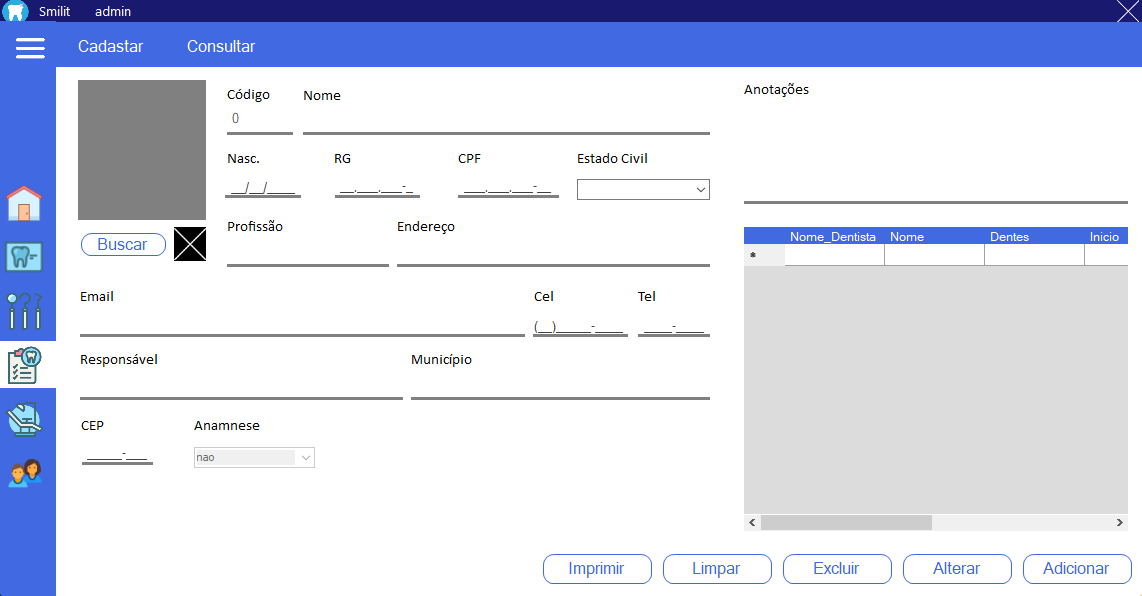 Smilit admin
Cadastar Consultar
Código Nome
0
Nasc. RG CPF Estado Civil
__/__/____ __.___.___-_ ___.___.___-__
Buscar
Profissão Endereço
Email Cel Tel
(__)_____-____ ____-____
Responsável Município
CEP Anamnese
_____-___ nao
Anotações
Nome_Dentista Nome Dentes Inicio
Imprimir Limpar Excluir Alterar Adicionar